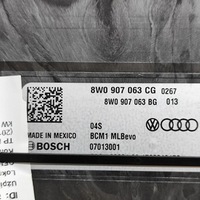 8W0 907 063 CG 0267
8W0 907 063 BG 013
MADE IN MEXICO
04S
BCM1 MLBevo
BOSCH
07013001